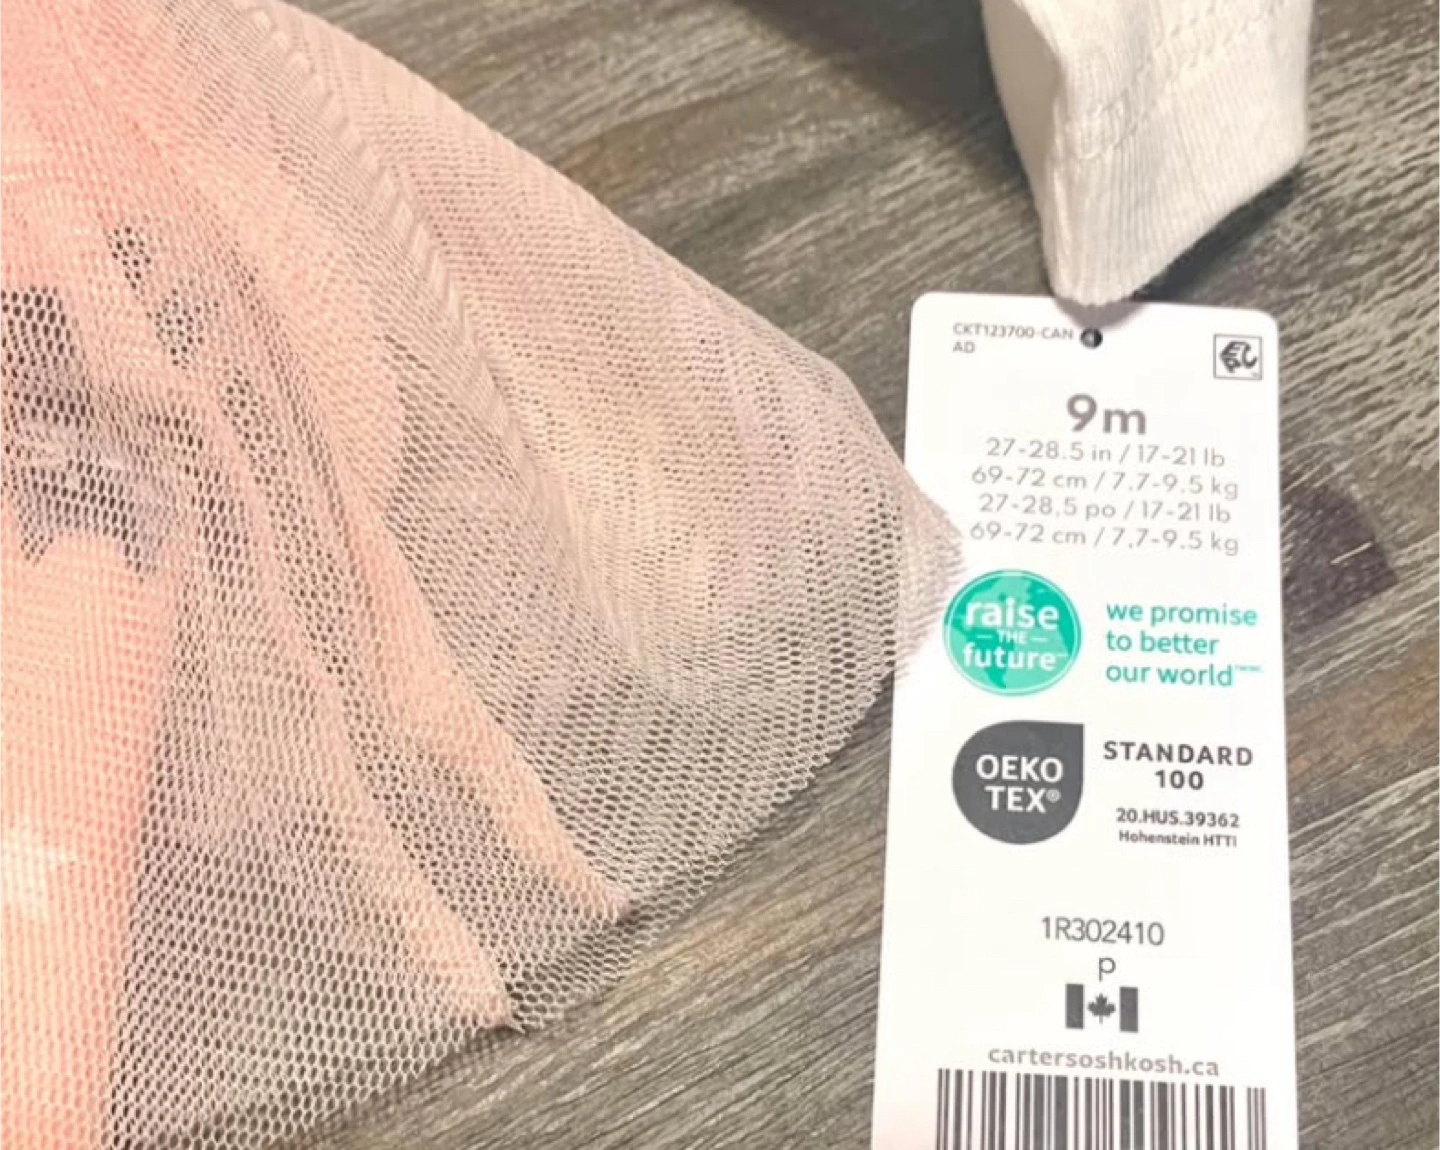 CKT123700-CAN
AD
9m
27-28.5 in / 17-21 lb
69-72 cm / 7.7-9.5 kg
27-28.5 po / 17-21 lb
69-72 cm / 7.7-9.5 kg
raise
THE
future
we promise
to better
our world
OEKO
TEX®
STANDARD
100
20.HUS.39362
Hohenstein HTTI
1R302410
p
cartersoshkosh.ca